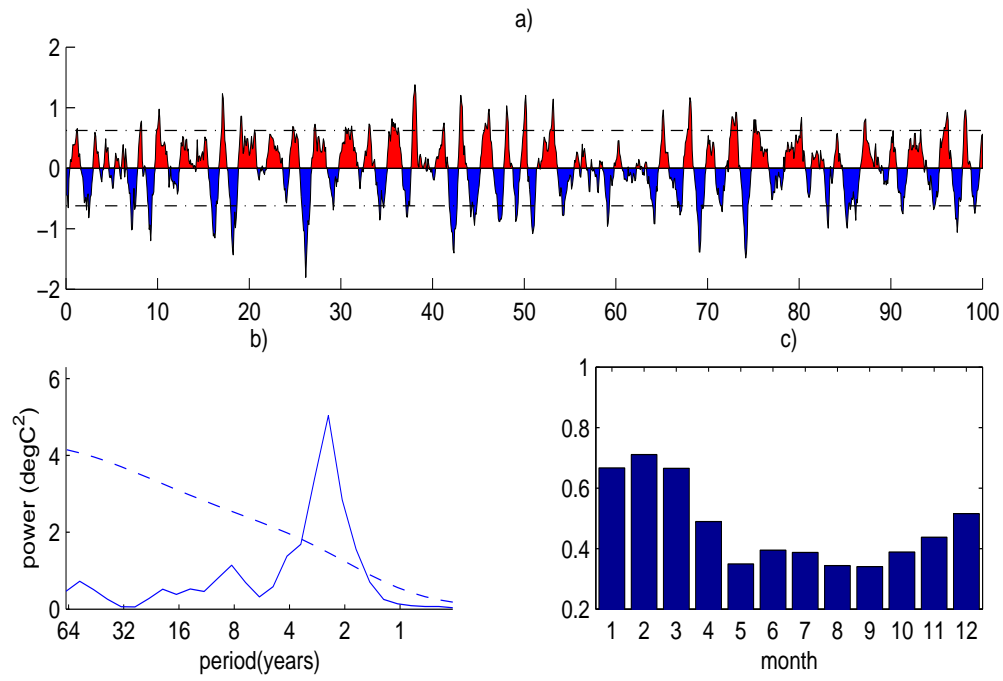 a)
2
1
0
−1
−2
0 10 20 30 40 50 60 70 80 90 100
b)
6
4
2
0
power (degC²)
64 32 16 8 4 2 1
period(years)
c)
1
0.8
0.6
0.4
0.2
1 2 3 4 5 6 7 8 9 10 11 12
month